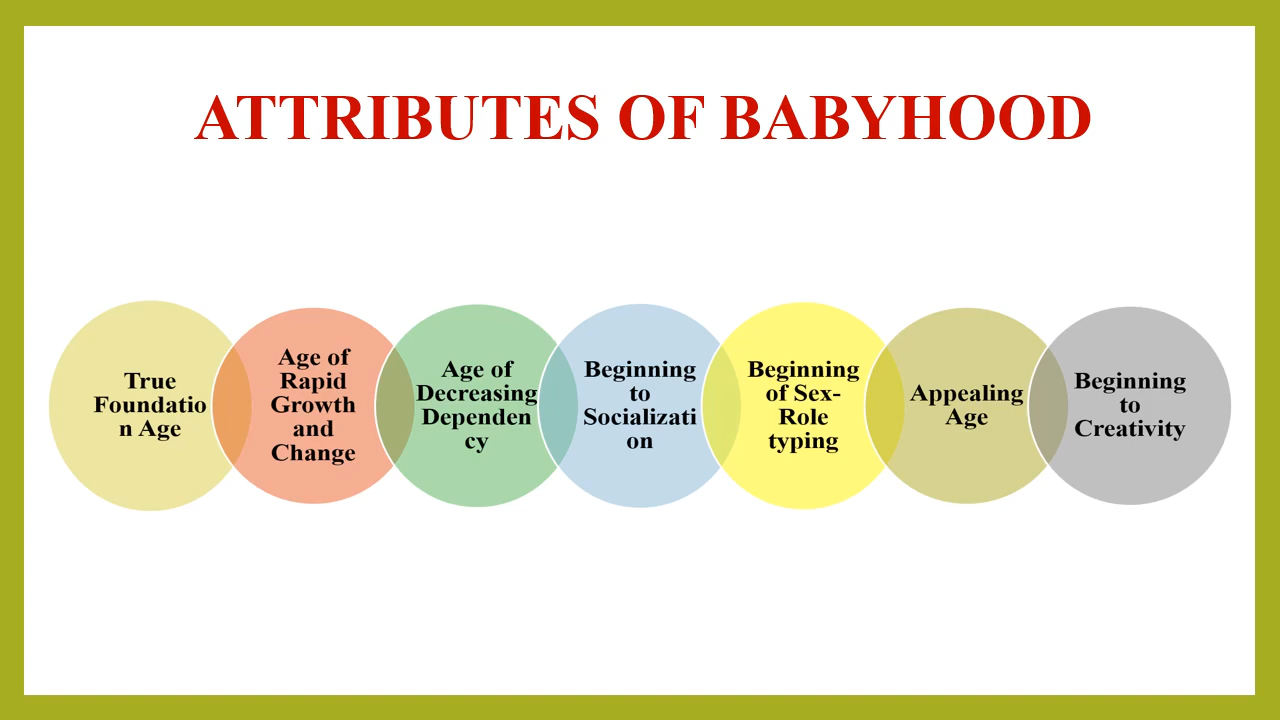 ATTRIBUTES OF BABYHOOD
True
Foundatio
n Age
Age of
Rapid
Growth
and
Change
Age of
Decreasing
Dependen
cy
Beginning
to
Socializati
on
Beginning
of Sex-
Role
typing
Appealing
Age
Beginning
to
Creativity